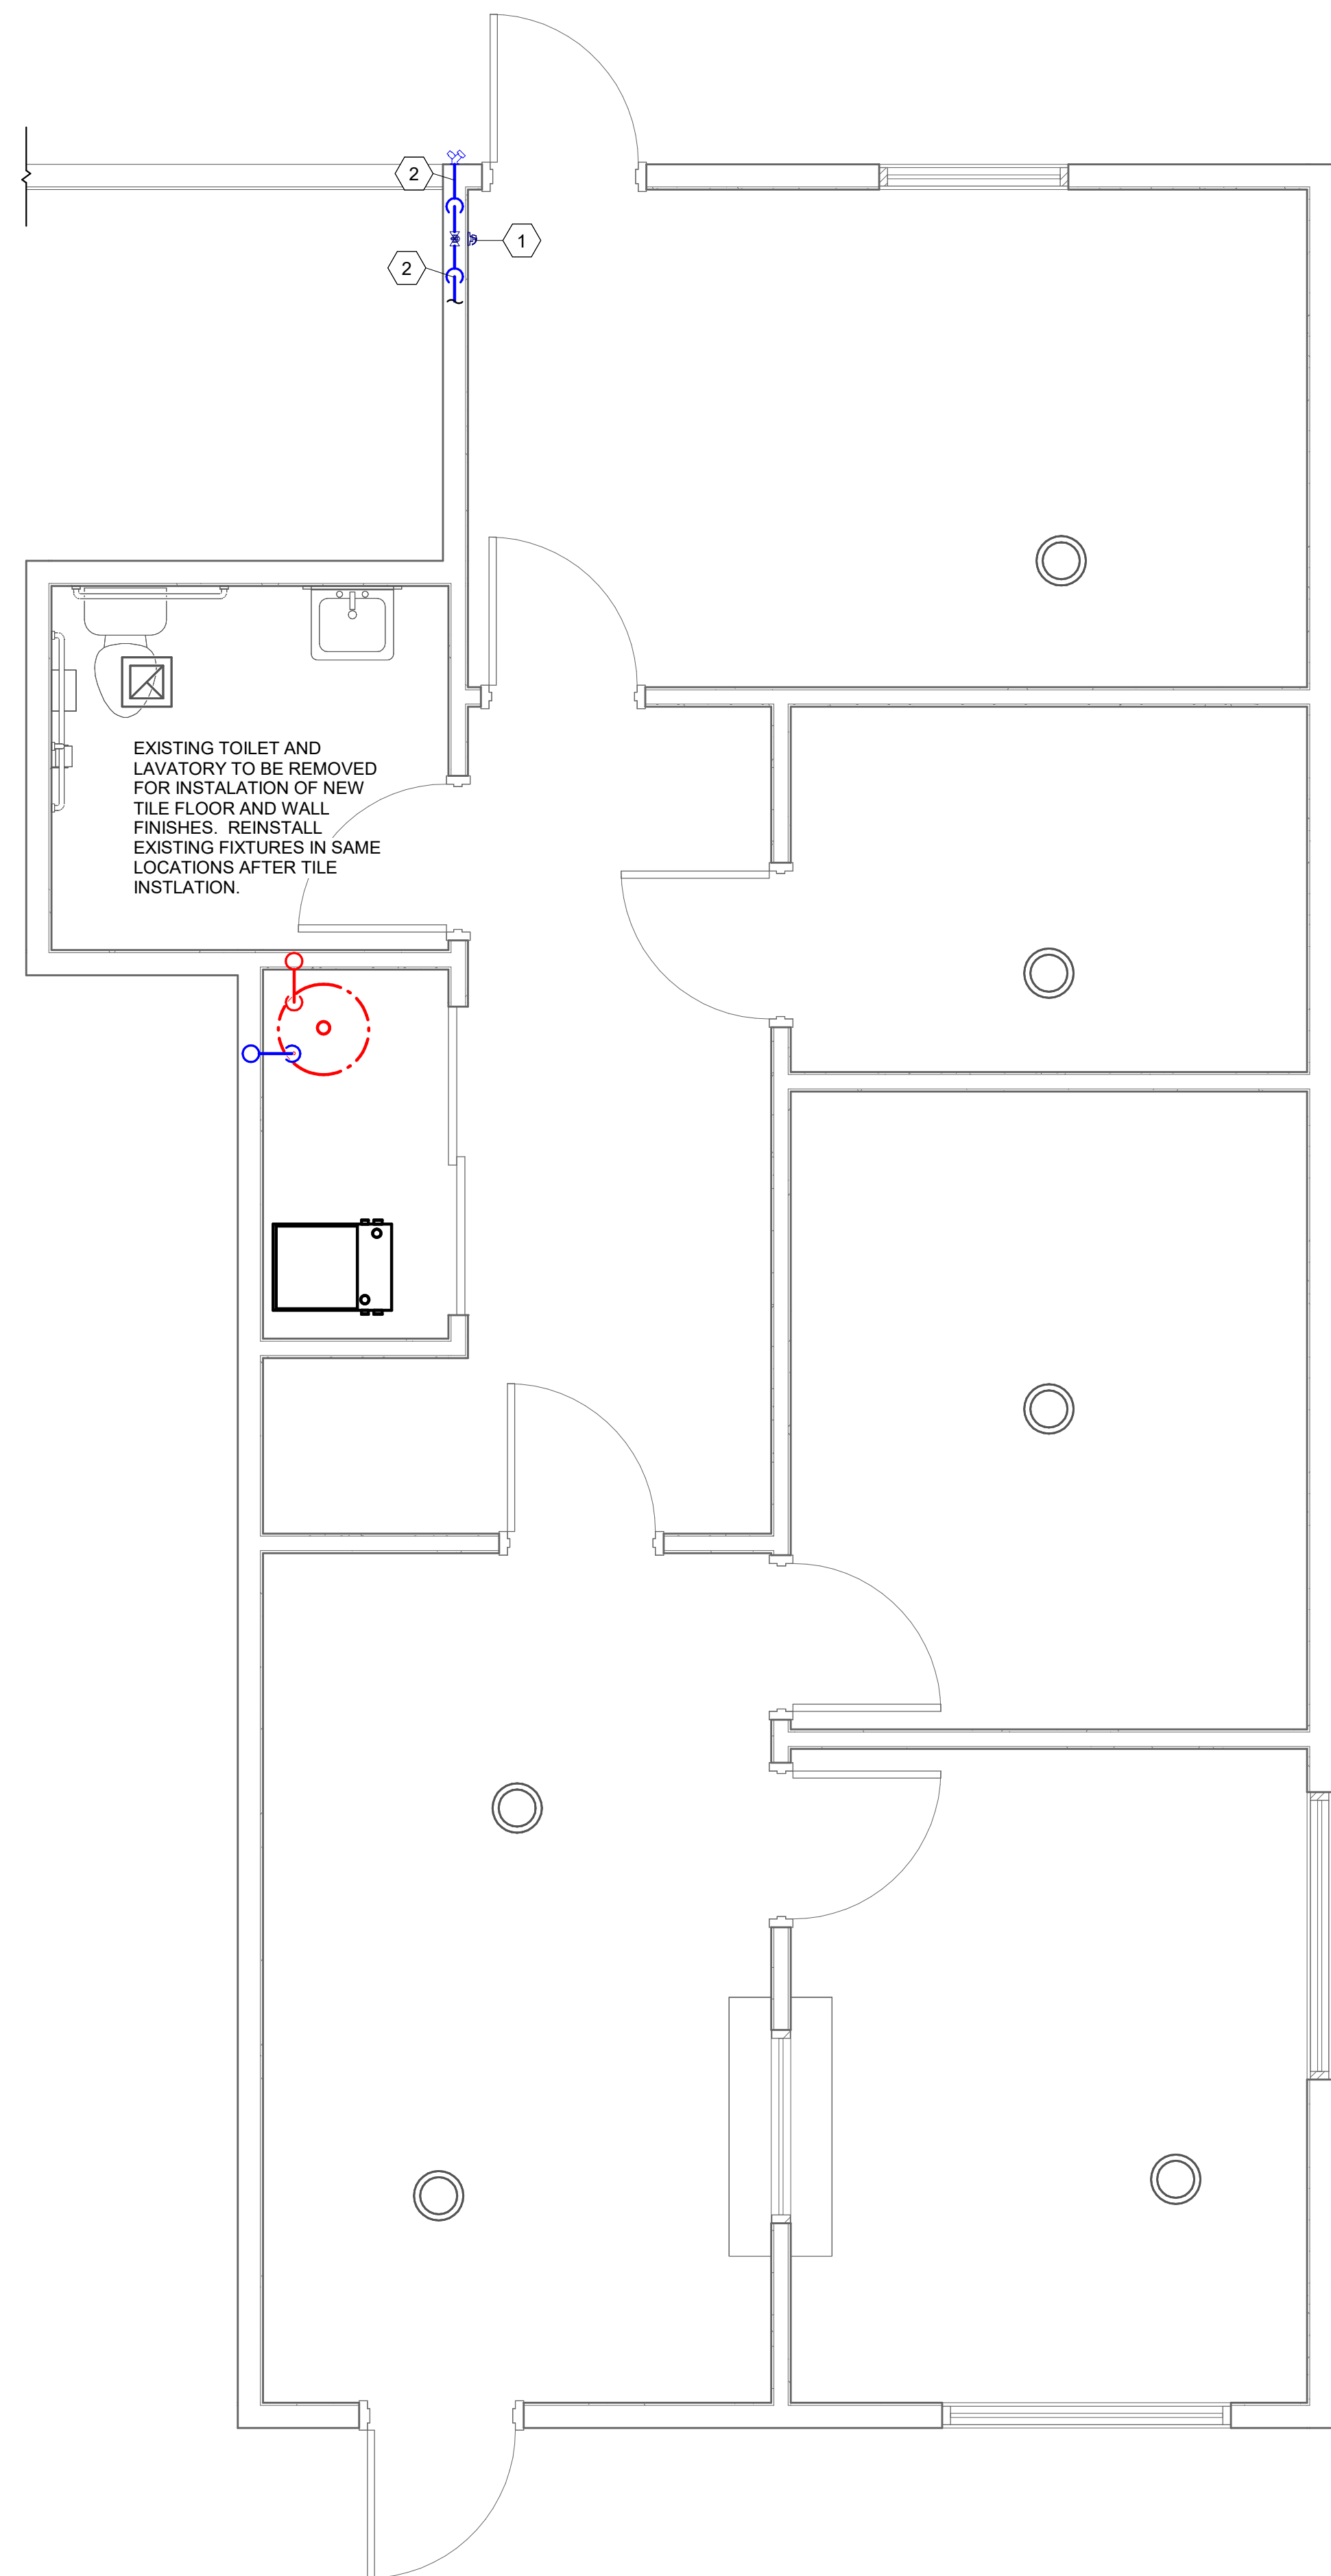 2
1
2
EXISTING TOILET AND
LAVATORY TO BE REMOVED
FOR INSTALATION OF NEW
TILE FLOOR AND WALL
FINISHES.  REINSTALL
EXISTING FIXTURES IN SAME
LOCATIONS AFTER TILE
INSTLATION.